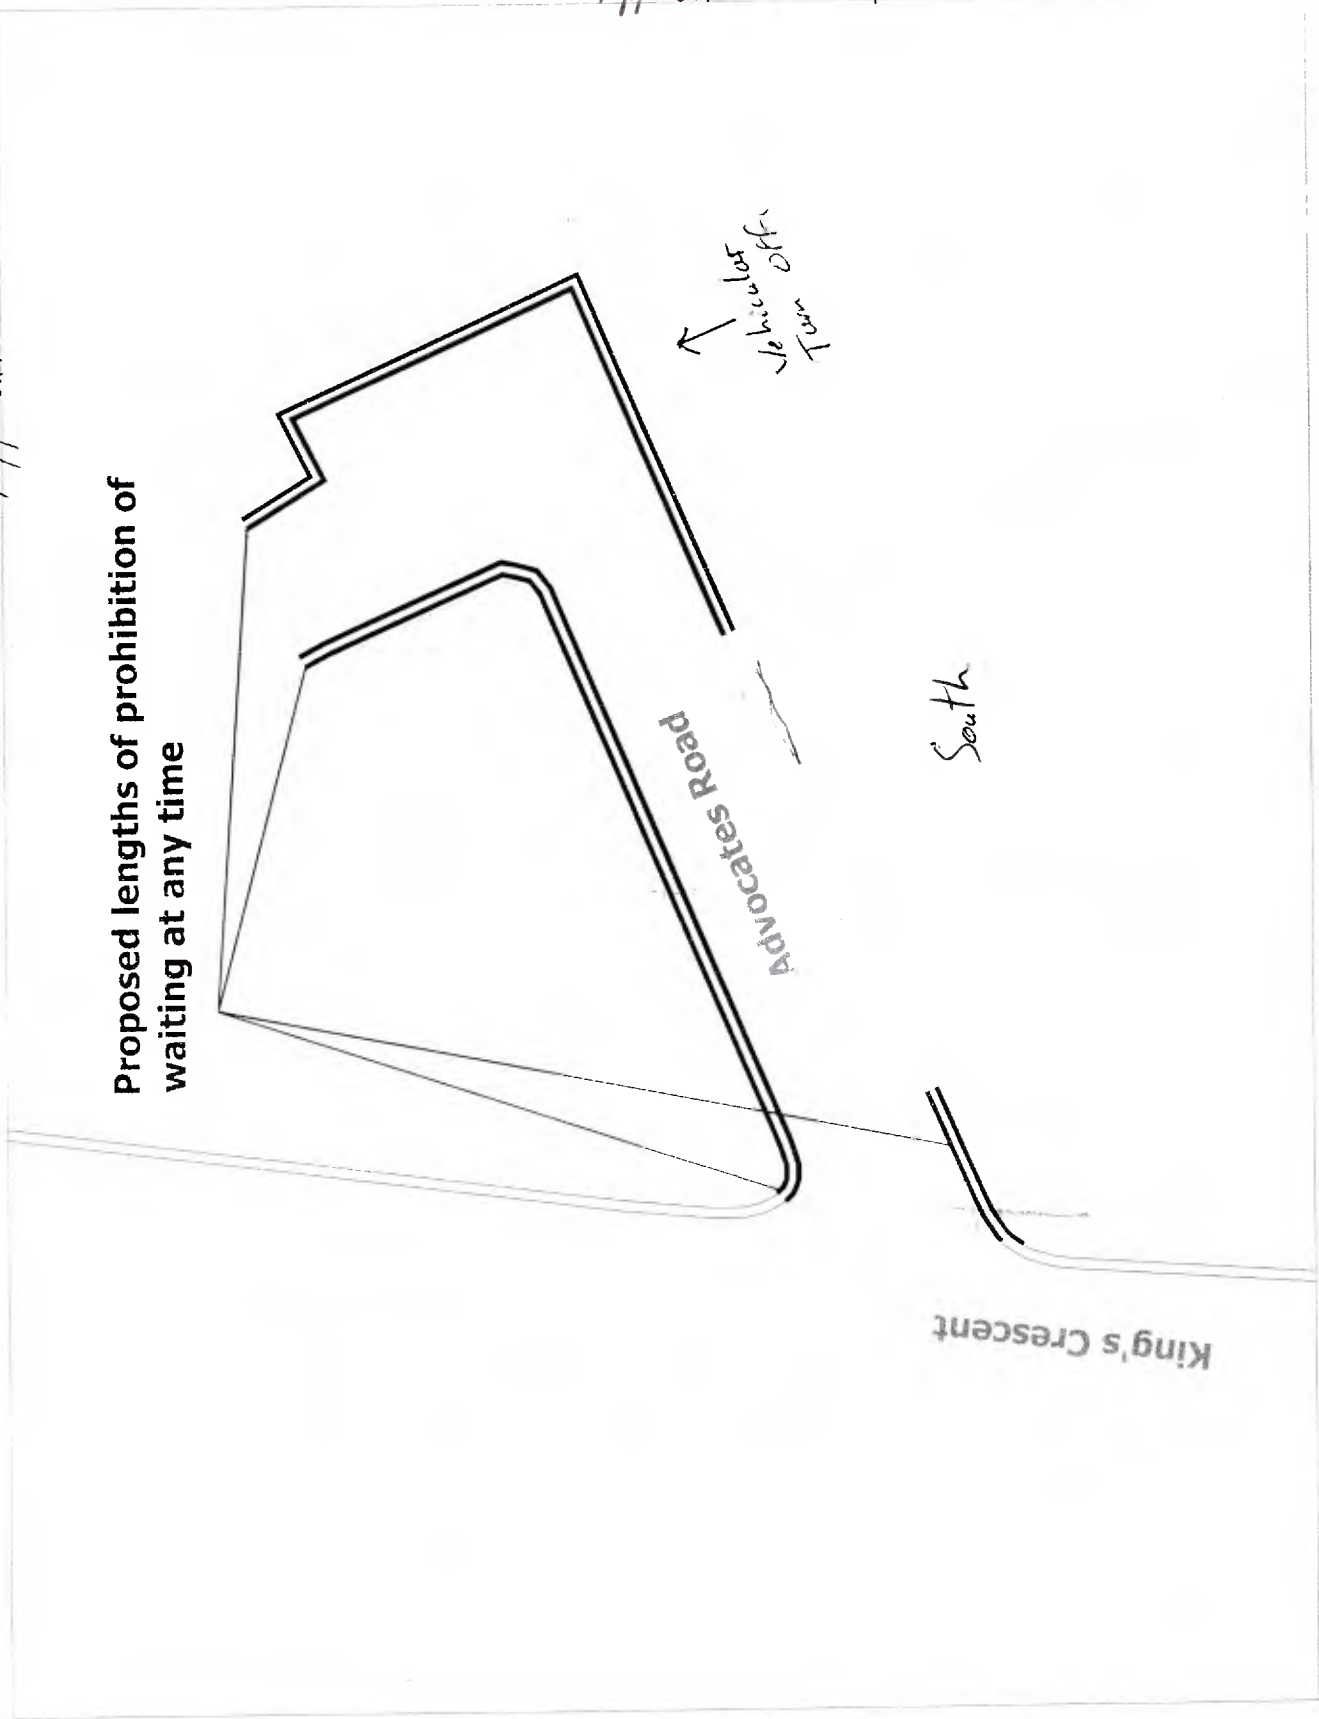 Proposed lengths of prohibition of
waiting at any time
Vehicular
Turn off.
Advocates Road
South
King's Crescent